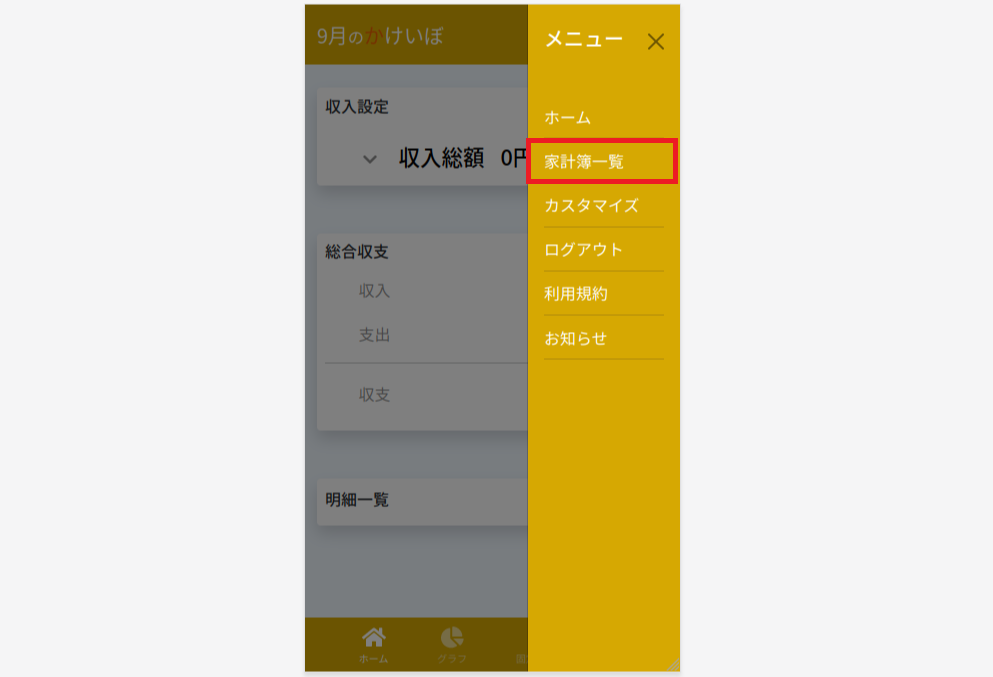 9月のかけいぼ
収入設定
収入総額 0円
総合収支
収入
支出
収支
明細一覧
ホーム
グラフ
メニュー
ホーム
家計簿一覧
カスタマイズ
ログアウト
利用規約
お知らせ